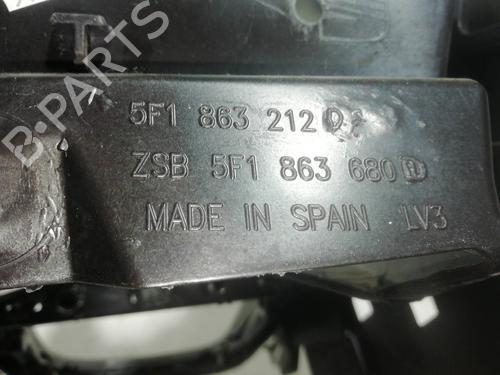 B-PARTS
T
5F1 863 212 D
ZSB 5F1 863 680 D
MADE IN SPAIN LV3